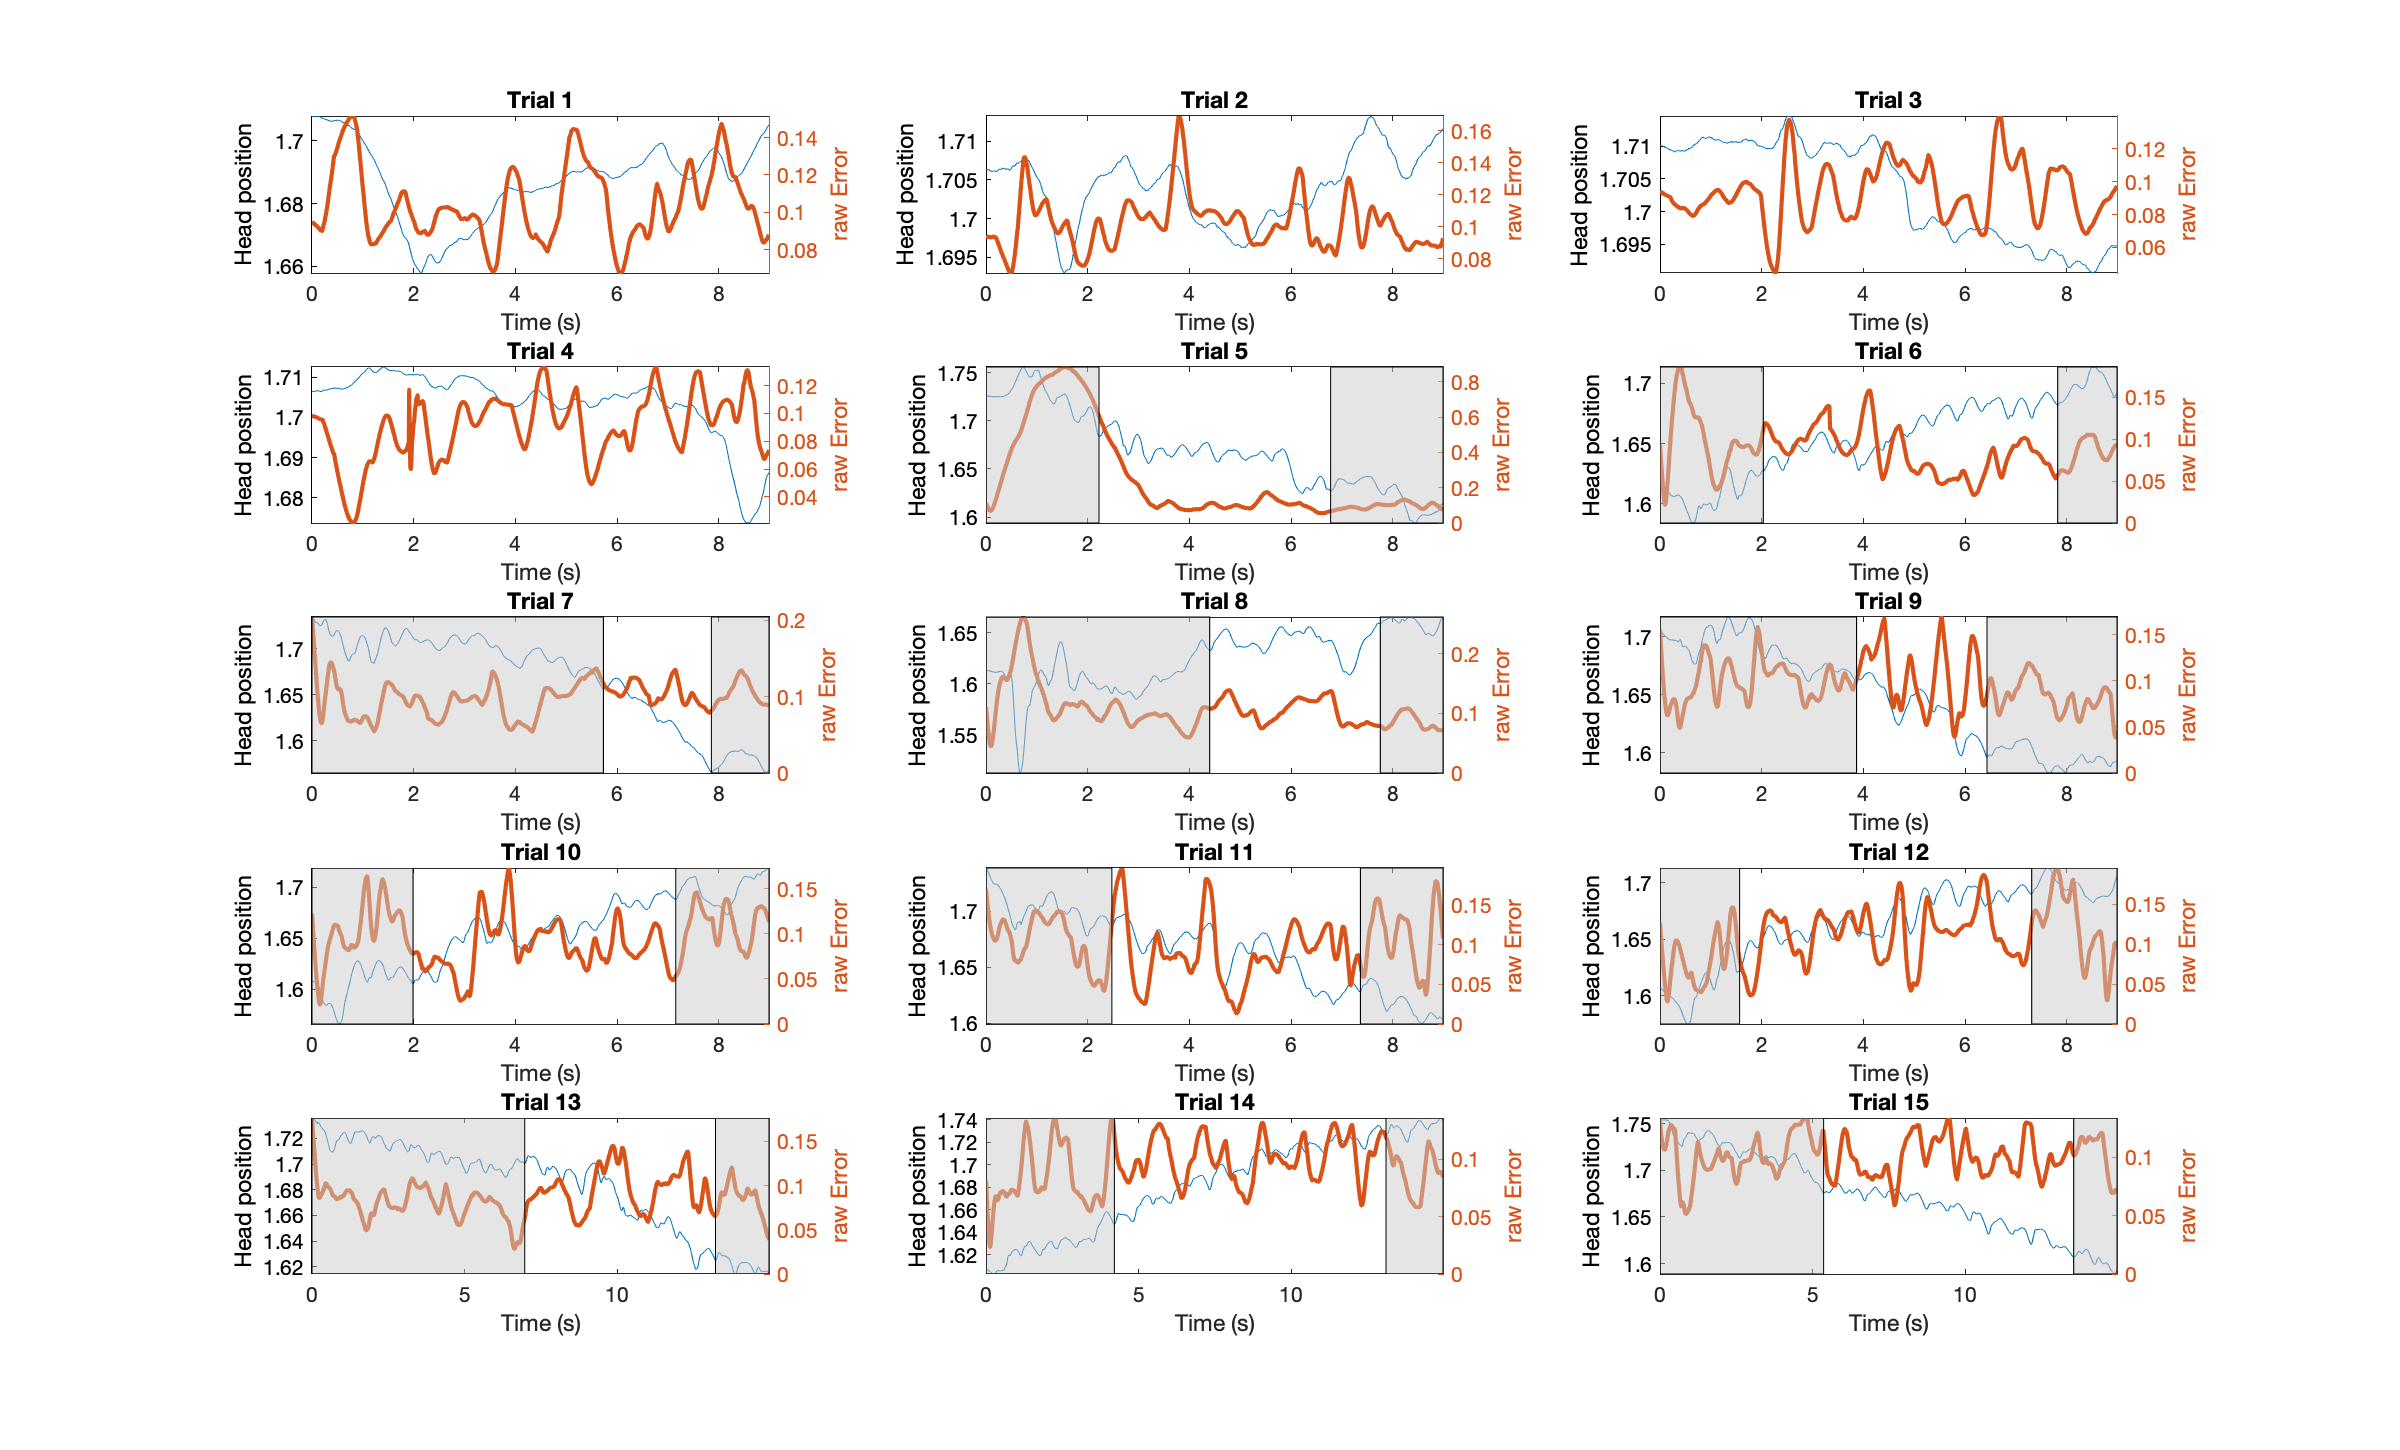 Trial 1
Head position
1.7
1.68
1.66
0.14
0.12
0.1
0.08
raw Error
0 2 4 6 8
Time (s)
Trial 2
Head position
1.71
1.705
1.7
1.695
0.16
0.14
0.12
0.1
0.08
raw Error
0 2 4 6 8
Time (s)
Trial 3
Head position
1.71
1.705
1.7
1.695
0.12
0.1
0.08
0.06
raw Error
0 2 4 6 8
Time (s)
Trial 4
Head position
1.71
1.7
1.69
1.68
0.12
0.1
0.08
0.06
0.04
raw Error
0 2 4 6 8
Time (s)
Trial 5
Head position
1.75
1.7
1.65
1.6
0.8
0.6
0.4
0.2
0
raw Error
0 2 4 6 8
Time (s)
Trial 6
Head position
1.7
1.65
1.6
0.15
0.1
0.05
0
raw Error
0 2 4 6 8
Time (s)
Trial 7
Head position
1.7
1.65
1.6
0.2
0.1
0
raw Error
0 2 4 6 8
Time (s)
Trial 8
Head position
1.65
1.6
1.55
0.2
0.1
0
raw Error
0 2 4 6 8
Time (s)
Trial 9
Head position
1.7
1.65
1.6
0.15
0.1
0.05
0
raw Error
0 2 4 6 8
Time (s)
Trial 10
Head position
1.7
1.65
1.6
0.15
0.1
0.05
0
raw Error
0 2 4 6 8
Time (s)
Trial 11
Head position
1.7
1.65
1.6
0.15
0.1
0.05
0
raw Error
0 2 4 6 8
Time (s)
Trial 12
Head position
1.7
1.65
1.6
0.15
0.1
0.05
0
raw Error
0 2 4 6 8
Time (s)
Trial 13
Head position
1.72
1.7
1.68
1.66
1.64
1.62
0.15
0.1
0.05
0
raw Error
0 5 10
Time (s)
Trial 14
Head position
1.74
1.72
1.7
1.68
1.66
1.64
1.62
0.1
0.05
0
raw Error
0 5 10
Time (s)
Trial 15
Head position
1.75
1.7
1.65
1.6
0.1
0.05
0
raw Error
0 5 10
Time (s)